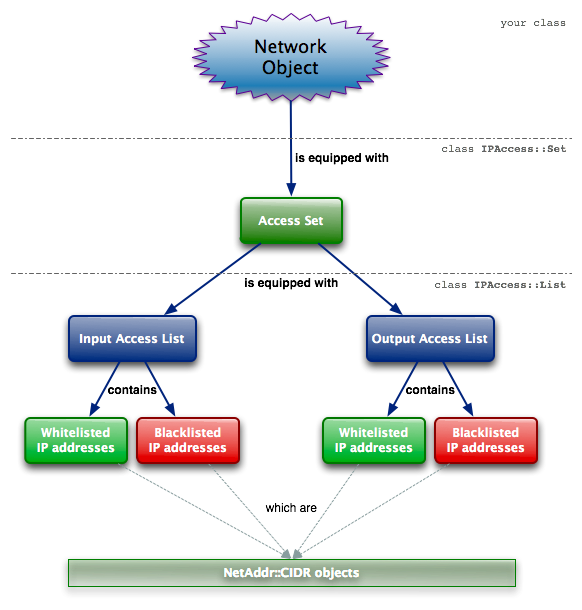 your class
Network
Object
class IPAccess::Set
is equipped with
Access Set
is equipped with
class IPAccess::List
Input Access List
Output Access List
contains
contains
Whitelisted
IP addresses
Blacklisted
IP addresses
Whitelisted
IP addresses
Blacklisted
IP addresses
which are
NetAddr::CIDR objects